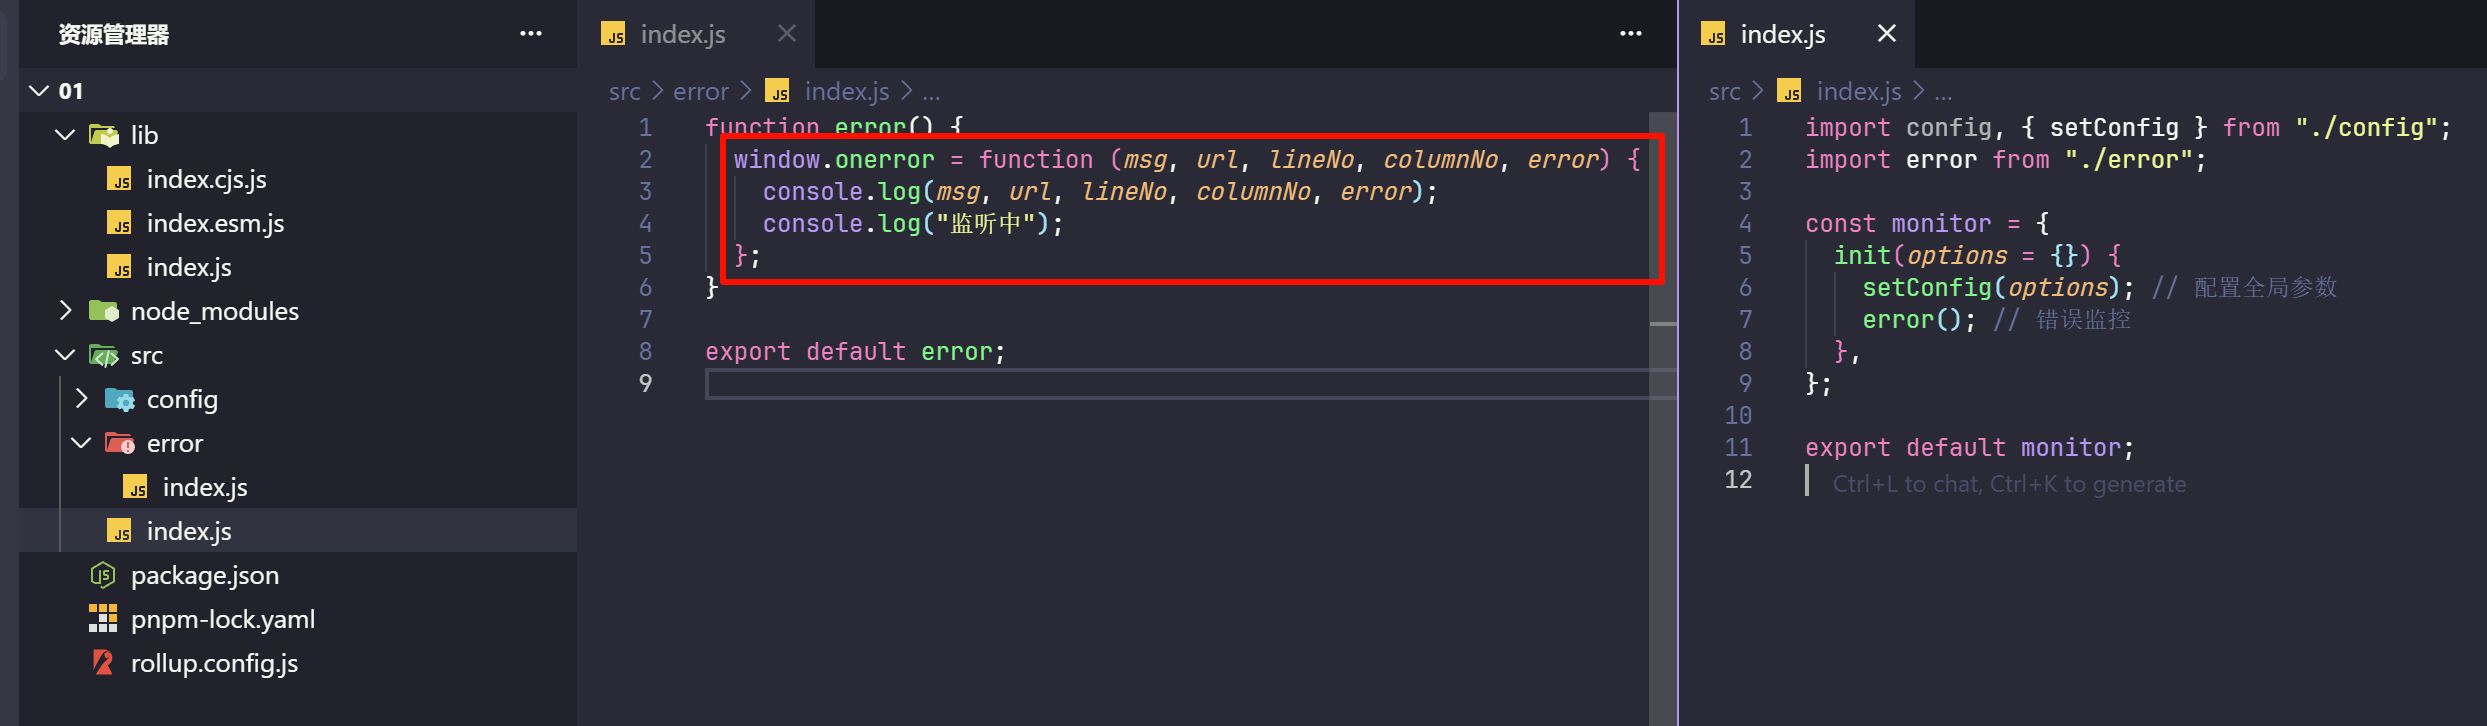 资源管理器 ···
01
lib
index.cjs.js
index.esm.js
index.js
node_modules
src
config
error
index.js
index.js
package.json
pnpm-lock.yaml
rollup.config.js
index.js ···
src > error > index.js > ...
1 function error() {
2 window.onerror = function (msg, url, lineNo, columnNo, error) {
3 console.log(msg, url, lineNo, columnNo, error);
4 console.log("监听中");
5 };
6 }
7
8 export default error;
9
index.js
src > index.js > ...
1 import config, { setConfig } from "./config";
2 import error from "./error";
3
4 const monitor = {
5 init(options = {}) {
6 setConfig(options); // 配置全局参数
7 error(); // 错误监控
8 },
9 };
10
11 export default monitor;
12 Ctrl+L to chat, Ctrl+K to generate